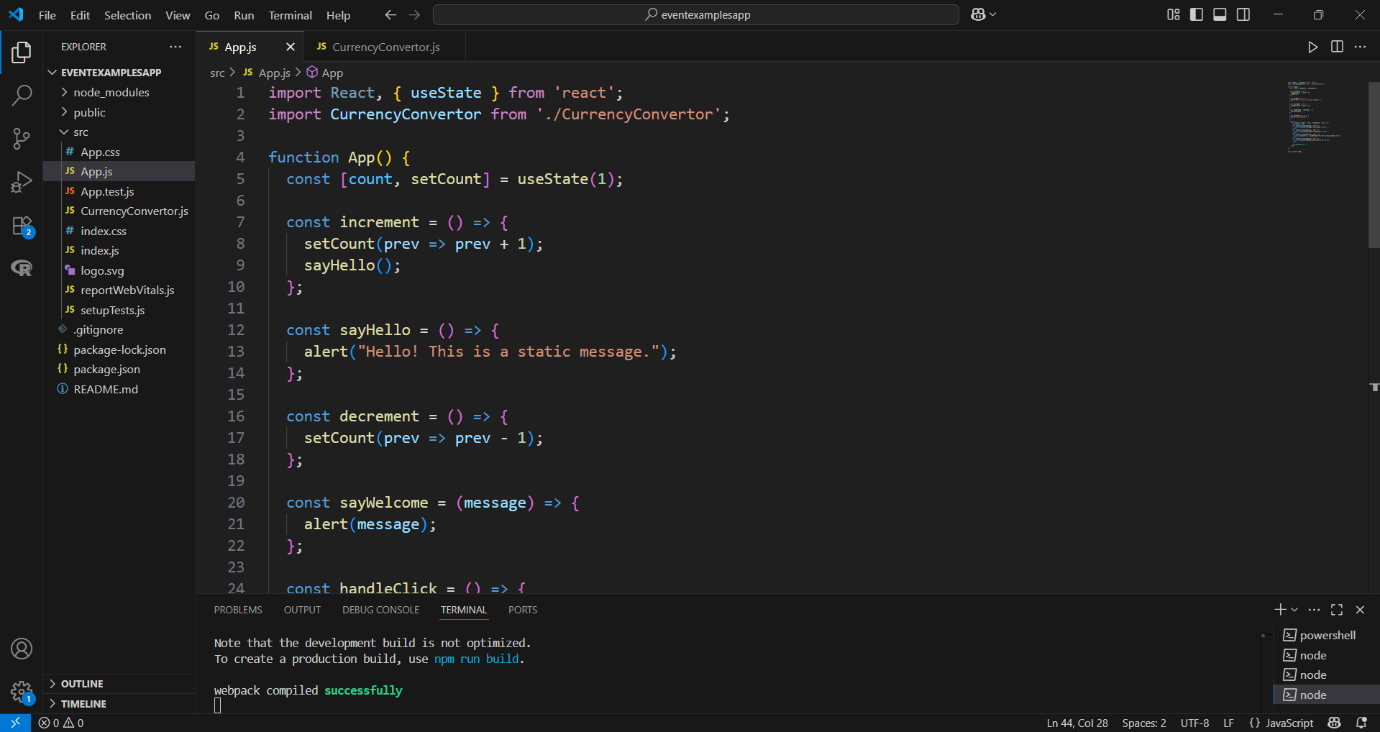 File Edit Selection View Go Run Terminal Help
eventexamplesapp
EXPLORER
EVENTEXAMPLESAPP
node_modules
public
src
App.css
App.js
App.test.js
CurrencyConvertor.js
index.css
index.js
logo.svg
reportWebVitals.js
setupTests.js
.gitignore
package-lock.json
package.json
README.md
OUTLINE
TIMELINE
2
1
JS App.js
JS CurrencyConvertor.js
src > JS App.js > App
1 import React, { useState } from 'react';
2 import CurrencyConvertor from './CurrencyConvertor';
3
4 function App() {
5 const [count, setCount] = useState(1);
6
7 const increment = () => {
8 setCount(prev => prev + 1);
9 sayHello();
10 };
11
12 const sayHello = () => {
13 alert("Hello! This is a static message.");
14 };
15
16 const decrement = () => {
17 setCount(prev => prev - 1);
18 };
19
20 const sayWelcome = (message) => {
21 alert(message);
22 };
23
24 const handleClick = () => {
PROBLEMS OUTPUT DEBUG CONSOLE TERMINAL PORTS
Note that the development build is not optimized.
To create a production build, use npm run build.
webpack compiled successfully
powershell
node
node
node
0 0
Ln 44, Col 28 Spaces: 2 UTF-8 LF {} JavaScript